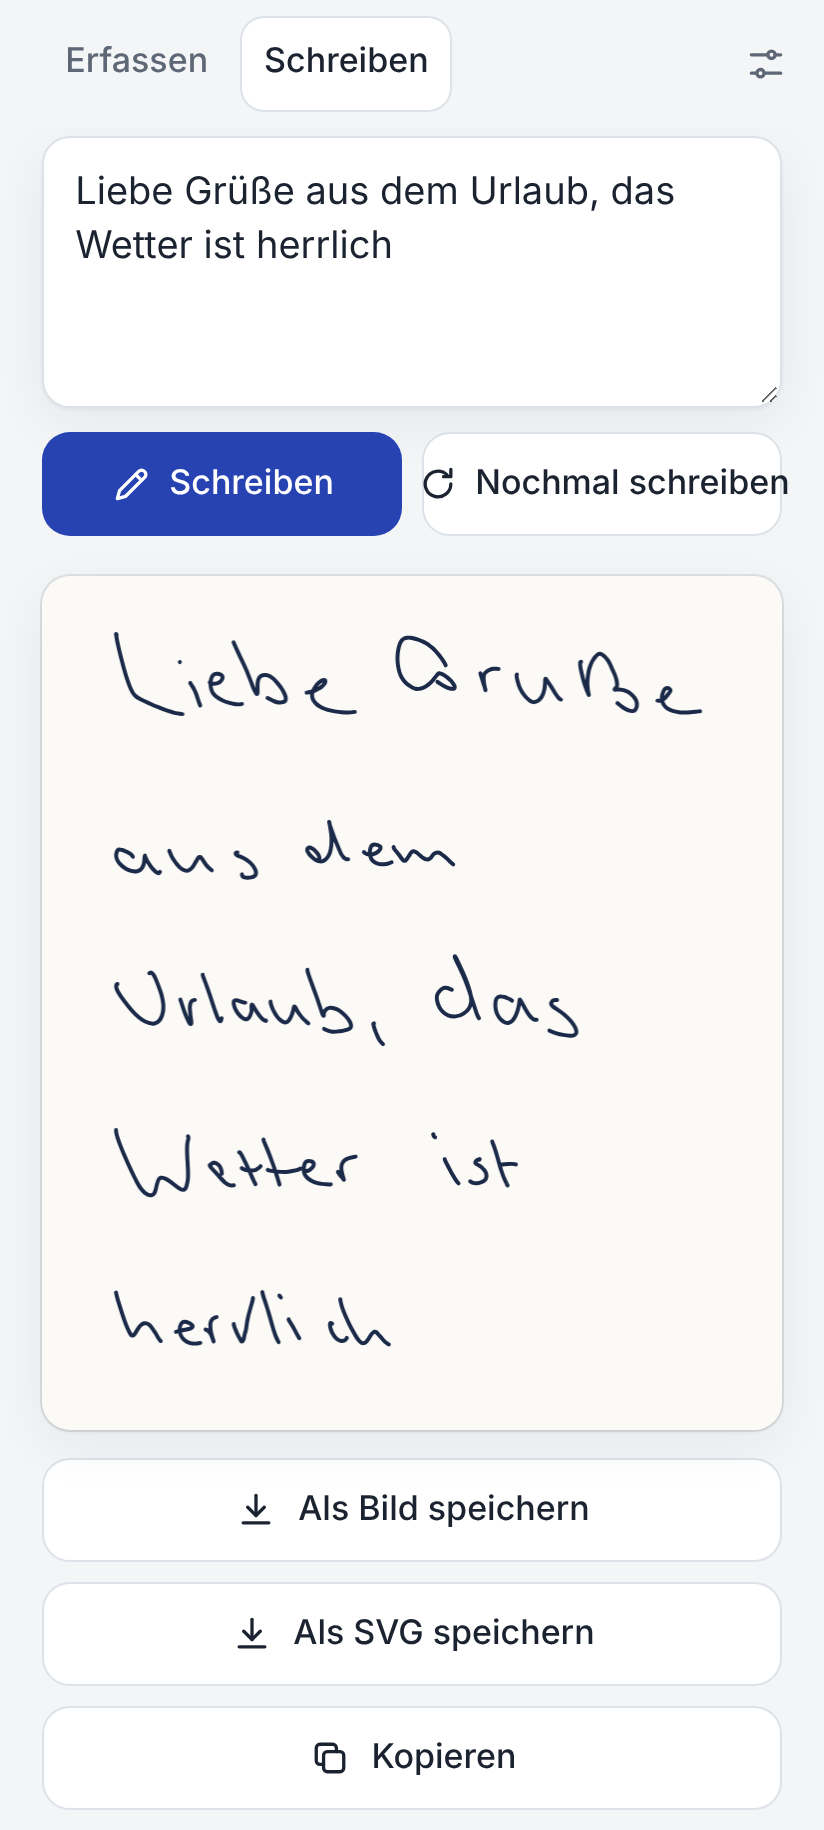 Erfassen Schreiben
Liebe Grüße aus dem Urlaub, das
Wetter ist herrlich
Schreiben Nochmal schreiben
Liebe Gruße
aus dem
Urlaub, das
Wetter ist
herrlich
Als Bild speichern
Als SVG speichern
Kopieren